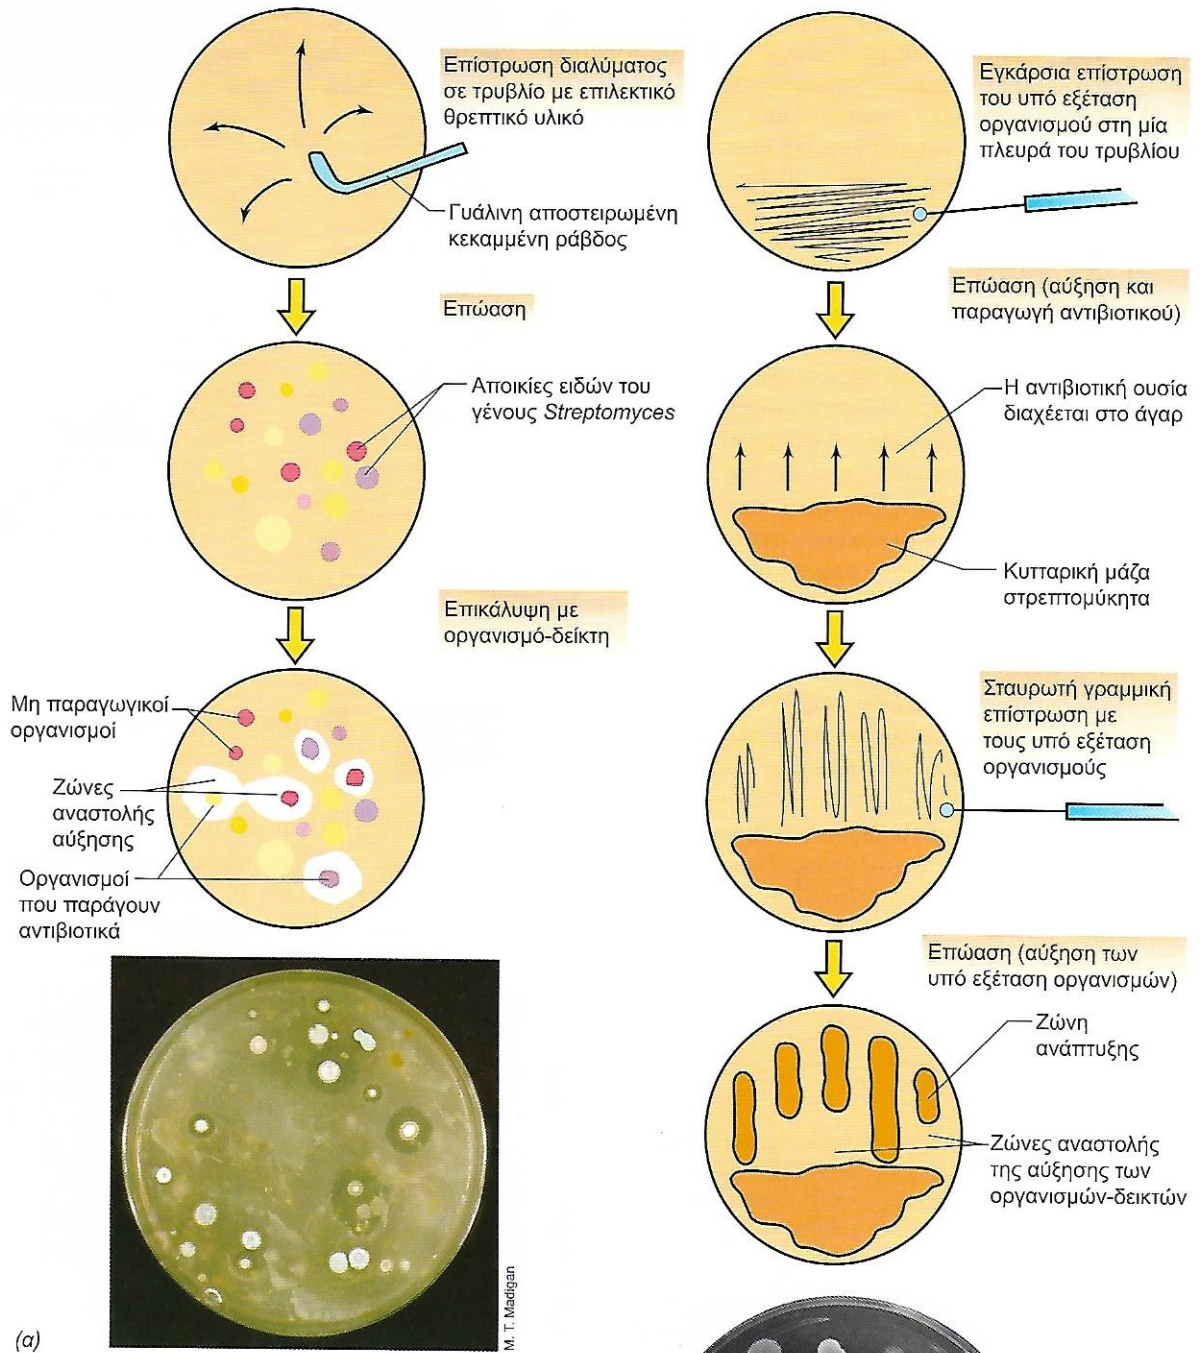 Επίστρωση διαλύματος
σε τρυβλίο με επιλεκτικό
θρεπτικό υλικό
Γυάλινη αποστειρωμένη
κεκαμμένη ράβδος
Επώαση
Αποικίες ειδών του
γένους Streptomyces
Επικάλυψη με
οργανισμό-δείκτη
Μη παραγωγικοί
οργανισμοί
Ζώνες
αναστολής
αύξησης
Οργανισμοί
που παράγουν
αντιβιοτικά
M. T. Madigan
(α)
Εγκάρσια επίστρωση
του υπό εξέταση
οργανισμού στη μία
πλευρά του τρυβλίου
Επώαση (αύξηση και
παραγωγή αντιβιοτικού)
Η αντιβιοτική ουσία
διαχέεται στο άγαρ
Κυτταρική μάζα
στρεπτομύκητα
Σταυρωτή γραμμική
επίστρωση με
τους υπό εξέταση
οργανισμούς
Επώαση (αύξηση των
υπό εξέταση οργανισμών)
Ζώνη
ανάπτυξης
Ζώνες αναστολής
της αύξησης των
οργανισμών-δεικτών